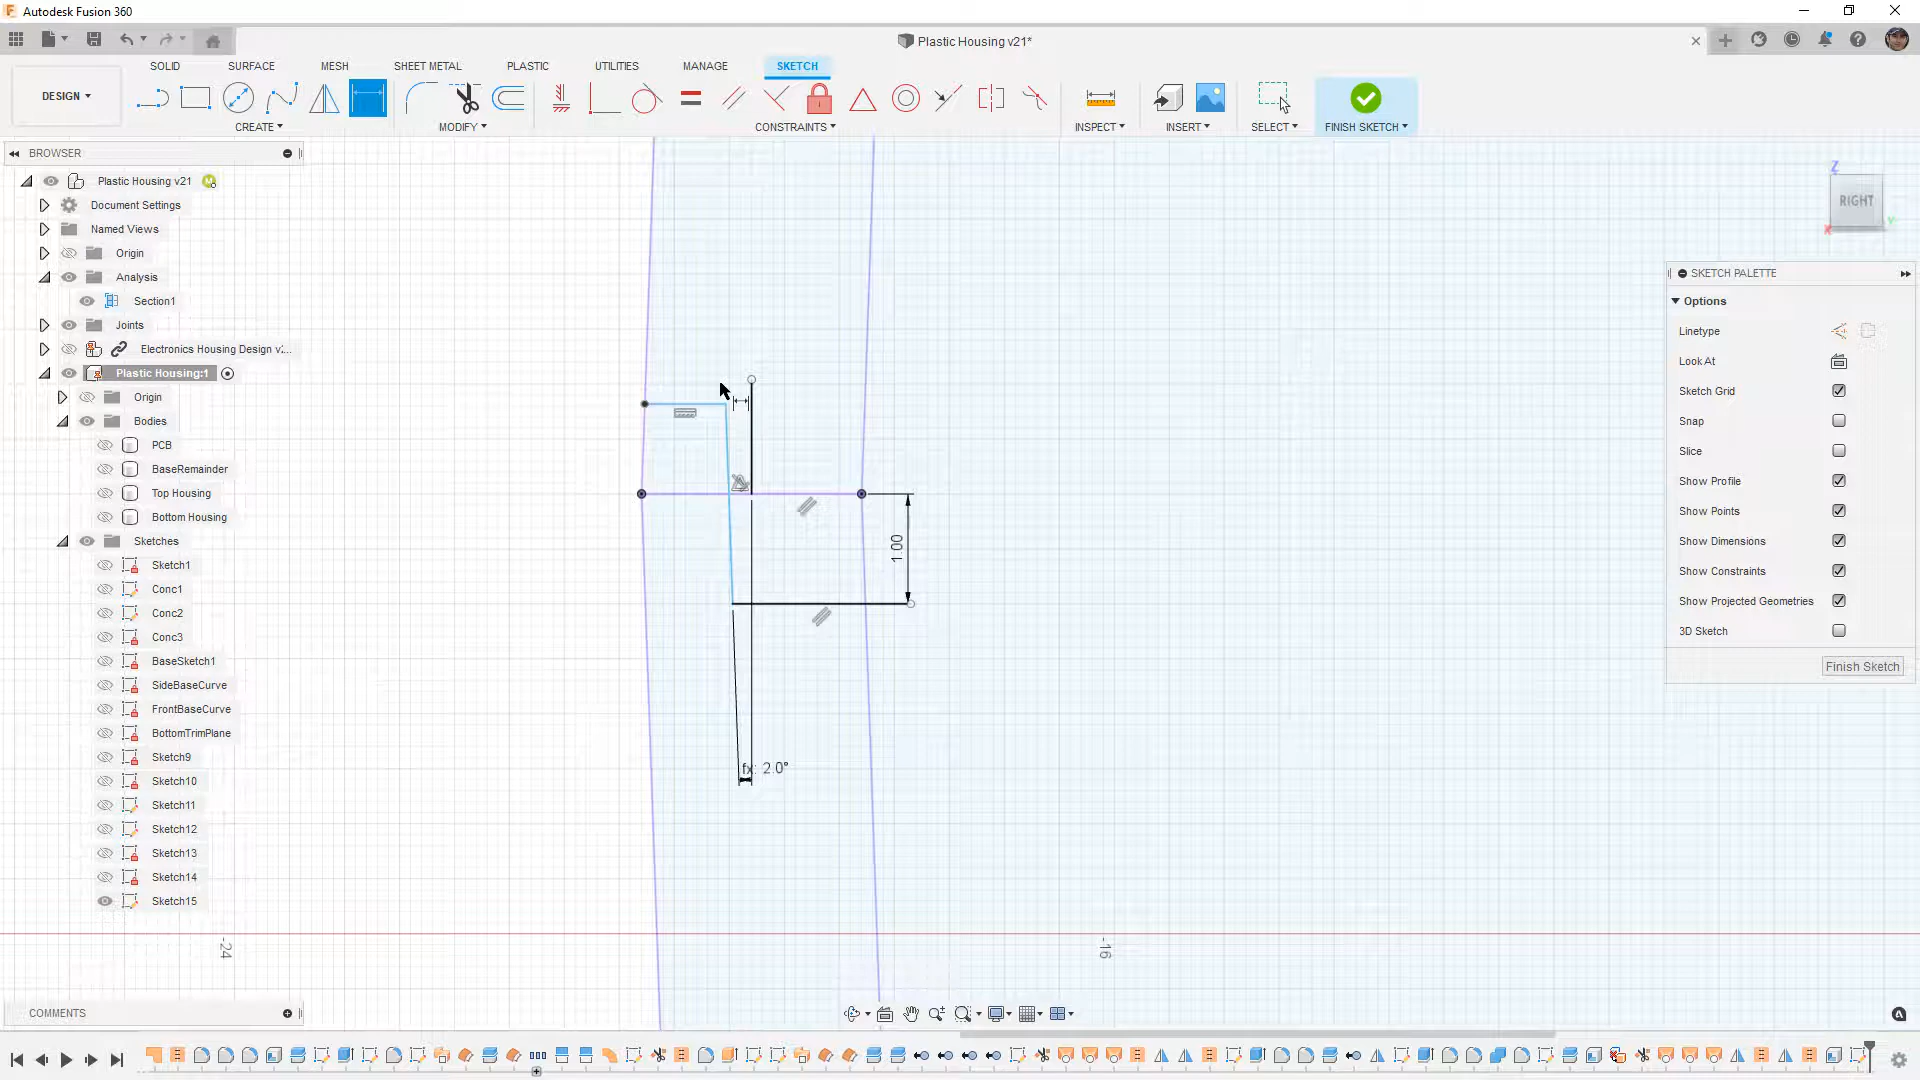 Autodesk Fusion 360
Plastic Housing v21*
DESIGN
SOLID
SURFACE
MESH
SHEET METAL
PLASTIC
UTILITIES
MANAGE
SKETCH
CREATE
MODIFY
CONSTRAINTS
INSPECT
INSERT
SELECT
FINISH SKETCH
BROWSER
Plastic Housing v21
M
Document Settings
Named Views
Origin
Analysis
Section1
Joints
Electronics Housing Design v:...
Plastic Housing:1
Origin
Bodies
PCB
BaseRemainder
Top Housing
Bottom Housing
Sketches
Sketch1
Conc1
Conc2
Conc3
BaseSketch1
SideBaseCurve
FrontBaseCurve
BottomTrimPlane
Sketch9
Sketch10
Sketch11
Sketch12
Sketch13
Sketch14
Sketch15
COMMENTS
1.00
fx: 2.0°
-24
-16
Z
RIGHT
Y
X
SKETCH PALETTE
Options
Linetype
Look At
Sketch Grid
Snap
Slice
Show Profile
Show Points
Show Dimensions
Show Constraints
Show Projected Geometries
3D Sketch
Finish Sketch